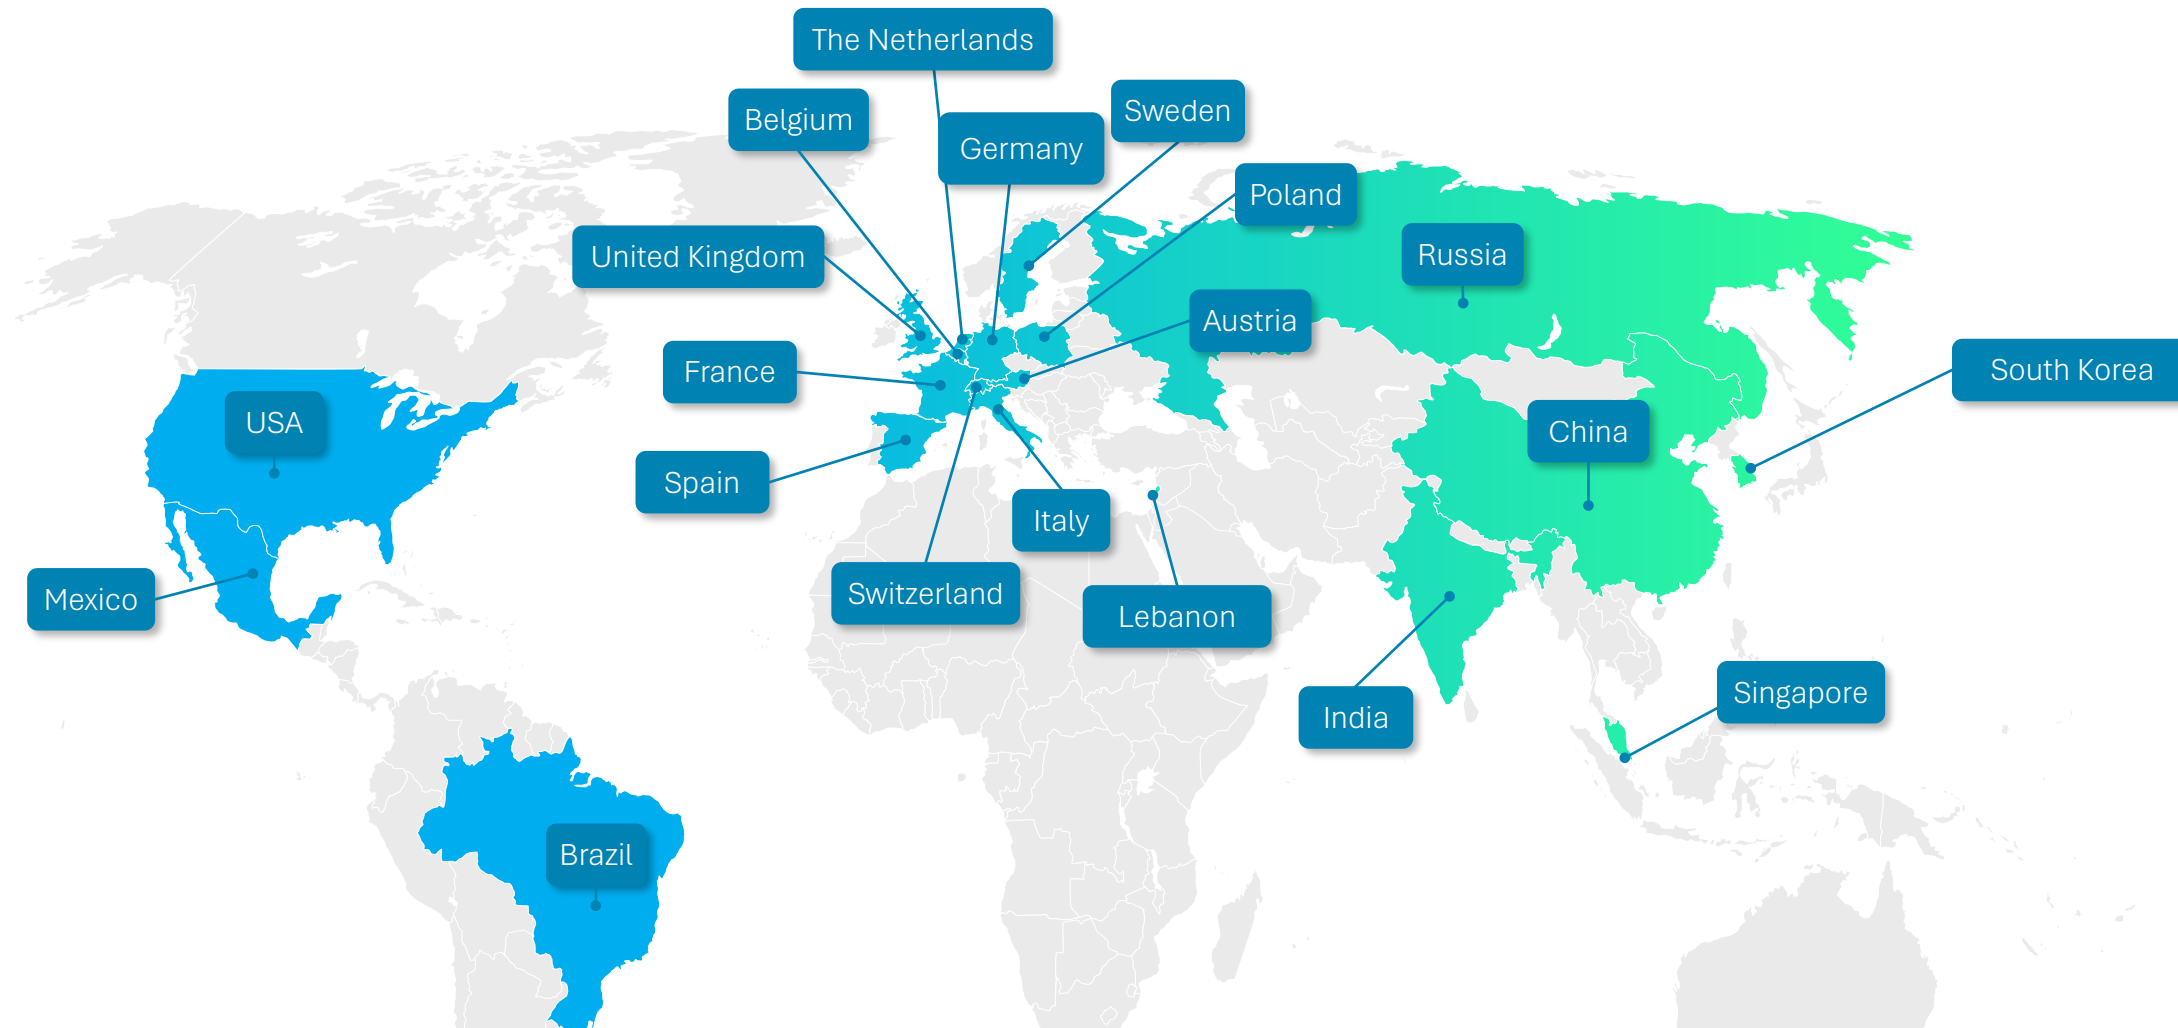 The Netherlands
Sweden
Belgium
Germany
Poland
United Kingdom
Russia
Austria
France
South Korea
USA
China
Spain
Italy
Switzerland
Mexico
Lebanon
Singapore
India
Brazil